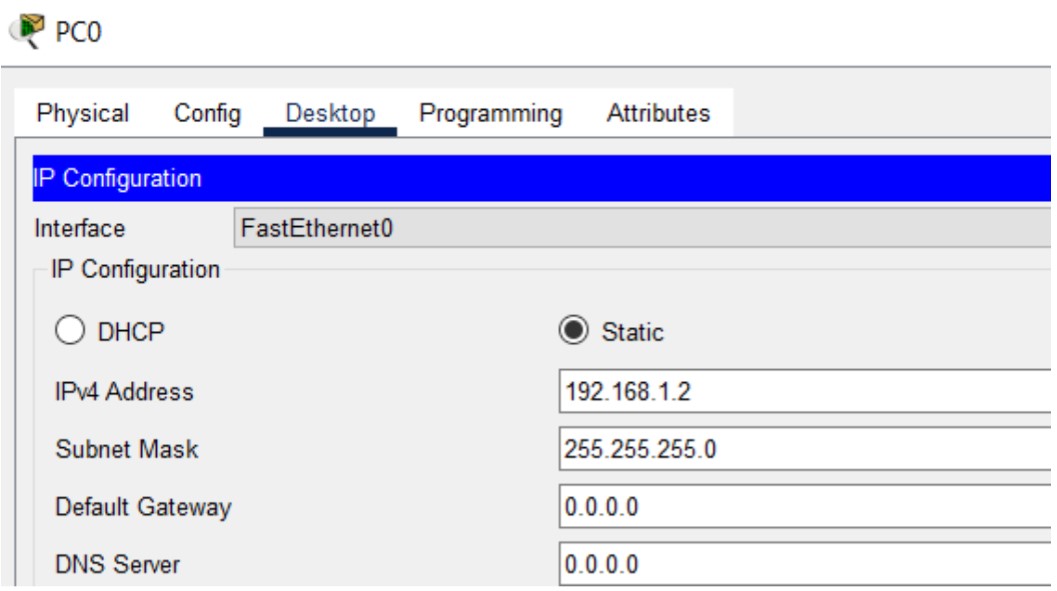 PC0
Physical Config Desktop Programming Attributes
IP Configuration
Interface FastEthernet0
IP Configuration
DHCP Static
IPv4 Address 192.168.1.2
Subnet Mask 255.255.255.0
Default Gateway 0.0.0.0
DNS Server 0.0.0.0